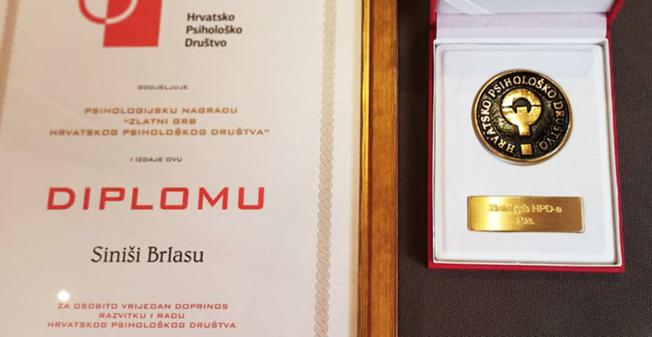 Hrvatsko
Psihološko
Društvo
DODJELJUJE
PSIHOLOGIJSKU NAGRADU
"ZLATNI GRB
HRVATSKOG PSIHOLOŠKOG DRUŠTVA"
I IZDAJE OVU
DIPLOMU
Siniši Brlasu
ZA OSOBITO VRIJEDAN DOPRINOS
RAZVITKU I RADU
HRVATSKOG PSIHOLOŠKOG DRUŠTVA
HRVATSKO PSIHOLOŠKO DRUŠTVO
HPD-a